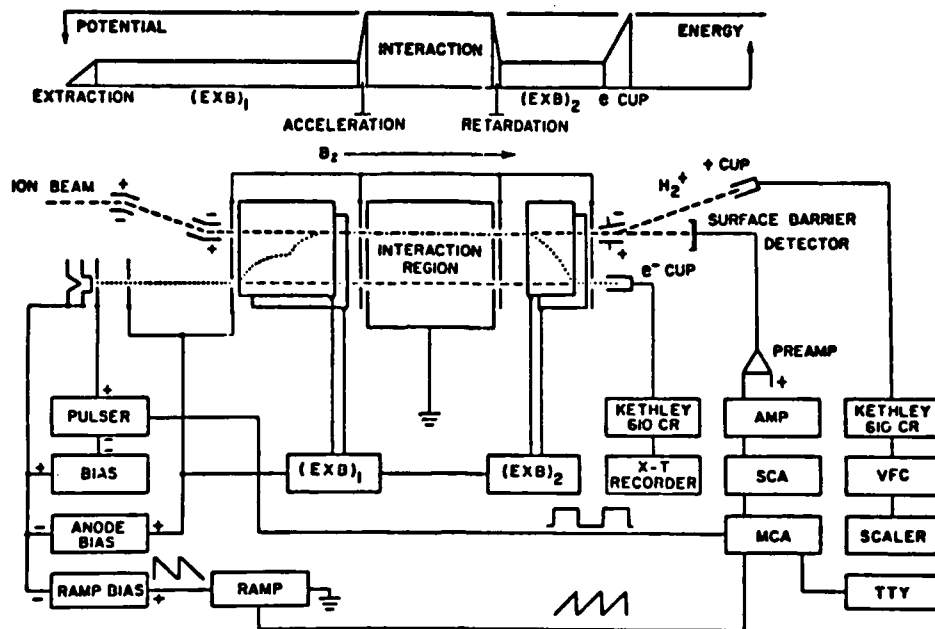 POTENTIAL
INTERACTION
ENERGY
EXTRACTION
(EXB)1
(EXB)2
e CUP
ACCELERATION
RETARDATION
Bz
+ CUP
H2+
ION BEAM
+
-
-
+
-
+
SURFACE BARRIER
DETECTOR
INTERACTION
REGION
e- CUP
PREAMP
+
+
PULSER
-
KETHLEY
610 CR
AMP
KETHLEY
610 CR
+
BIAS
(EXB)1
(EXB)2
X-T
RECORDER
SCA
VFC
-
ANODE
BIAS
+
MCA
SCALER
-
RAMP BIAS
+
RAMP
TTY